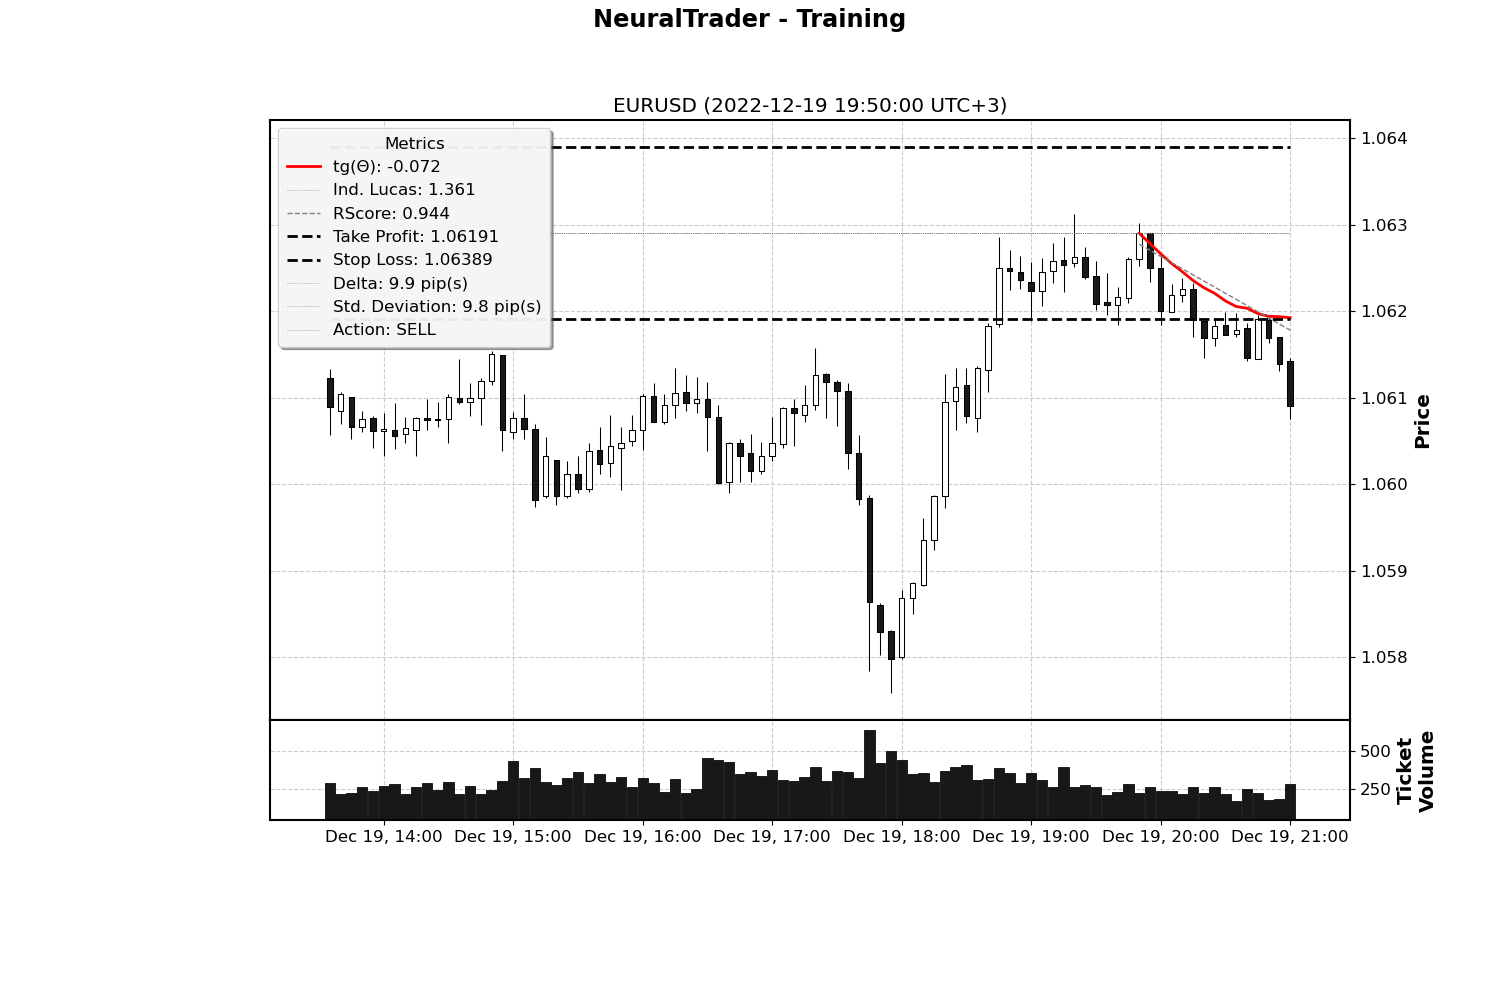 NeuralTrader - Training
EURUSD (2022-12-19 19:50:00 UTC+3)
Metrics
tg(Θ): -0.072
Ind. Lucas: 1.361
RScore: 0.944
Take Profit: 1.06191
Stop Loss: 1.06389
Delta: 9.9 pip(s)
Std. Deviation: 9.8 pip(s)
Action: SELL
1.064
1.063
1.062
1.061
1.060
1.059
1.058
Price
500
250
Ticket
Volume
Dec 19, 14:00 Dec 19, 15:00 Dec 19, 16:00 Dec 19, 17:00 Dec 19, 18:00 Dec 19, 19:00 Dec 19, 20:00 Dec 19, 21:00